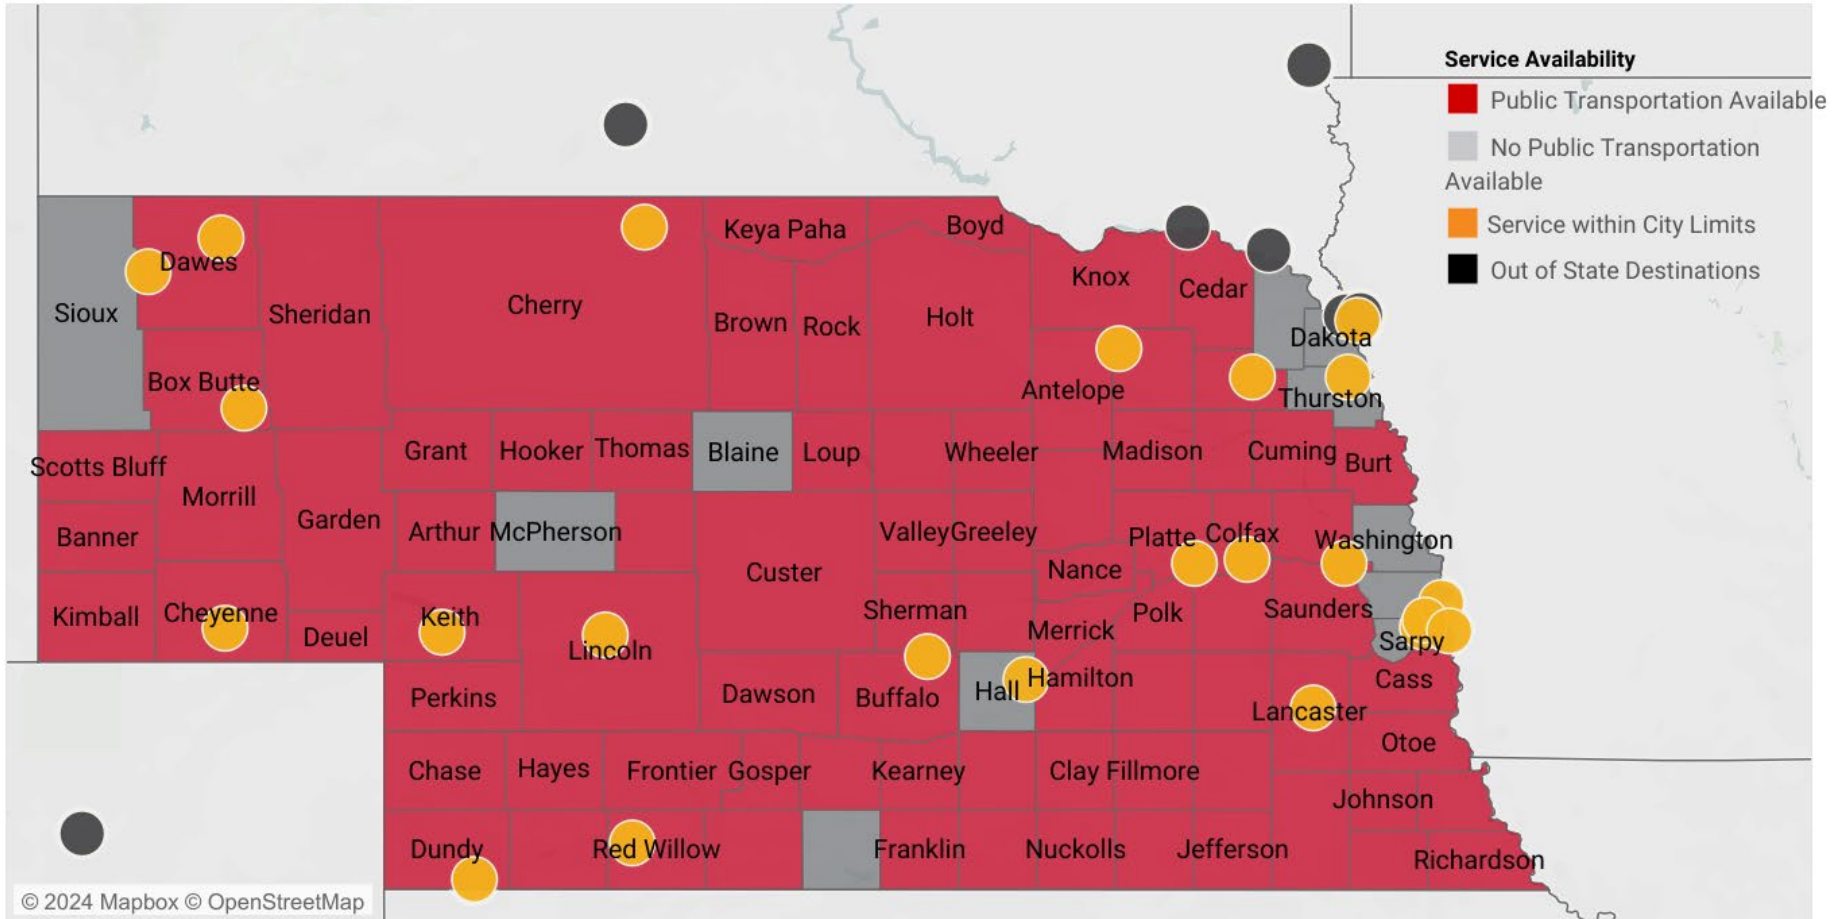 Service Availability
Public Transportation Available
No Public Transportation
Available
Service within City Limits
Out of State Destinations
Keya Paha
Boyd
Dawes
Knox
Cedar
Sioux
Sheridan
Cherry
Brown
Rock
Holt
Dakota
Box Butte
Antelope
Thurston
Scotts Bluff
Grant
Hooker
Thomas
Blaine
Loup
Wheeler
Madison
Cuming
Burt
Morrill
Garden
Banner
Arthur
McPherson
Valley
Greeley
Platte
Colfax
Washington
Custer
Nance
Kimball
Cheyenne
Deuel
Keith
Lincoln
Sherman
Merrick
Polk
Saunders
Sarpy
Perkins
Dawson
Buffalo
Hall
Hamilton
Cass
Lancaster
Otoe
Chase
Hayes
Frontier
Gosper
Kearney
Clay
Fillmore
Johnson
Dundy
Red Willow
Franklin
Nuckolls
Jefferson
Richardson
© 2024 Mapbox © OpenStreetMap